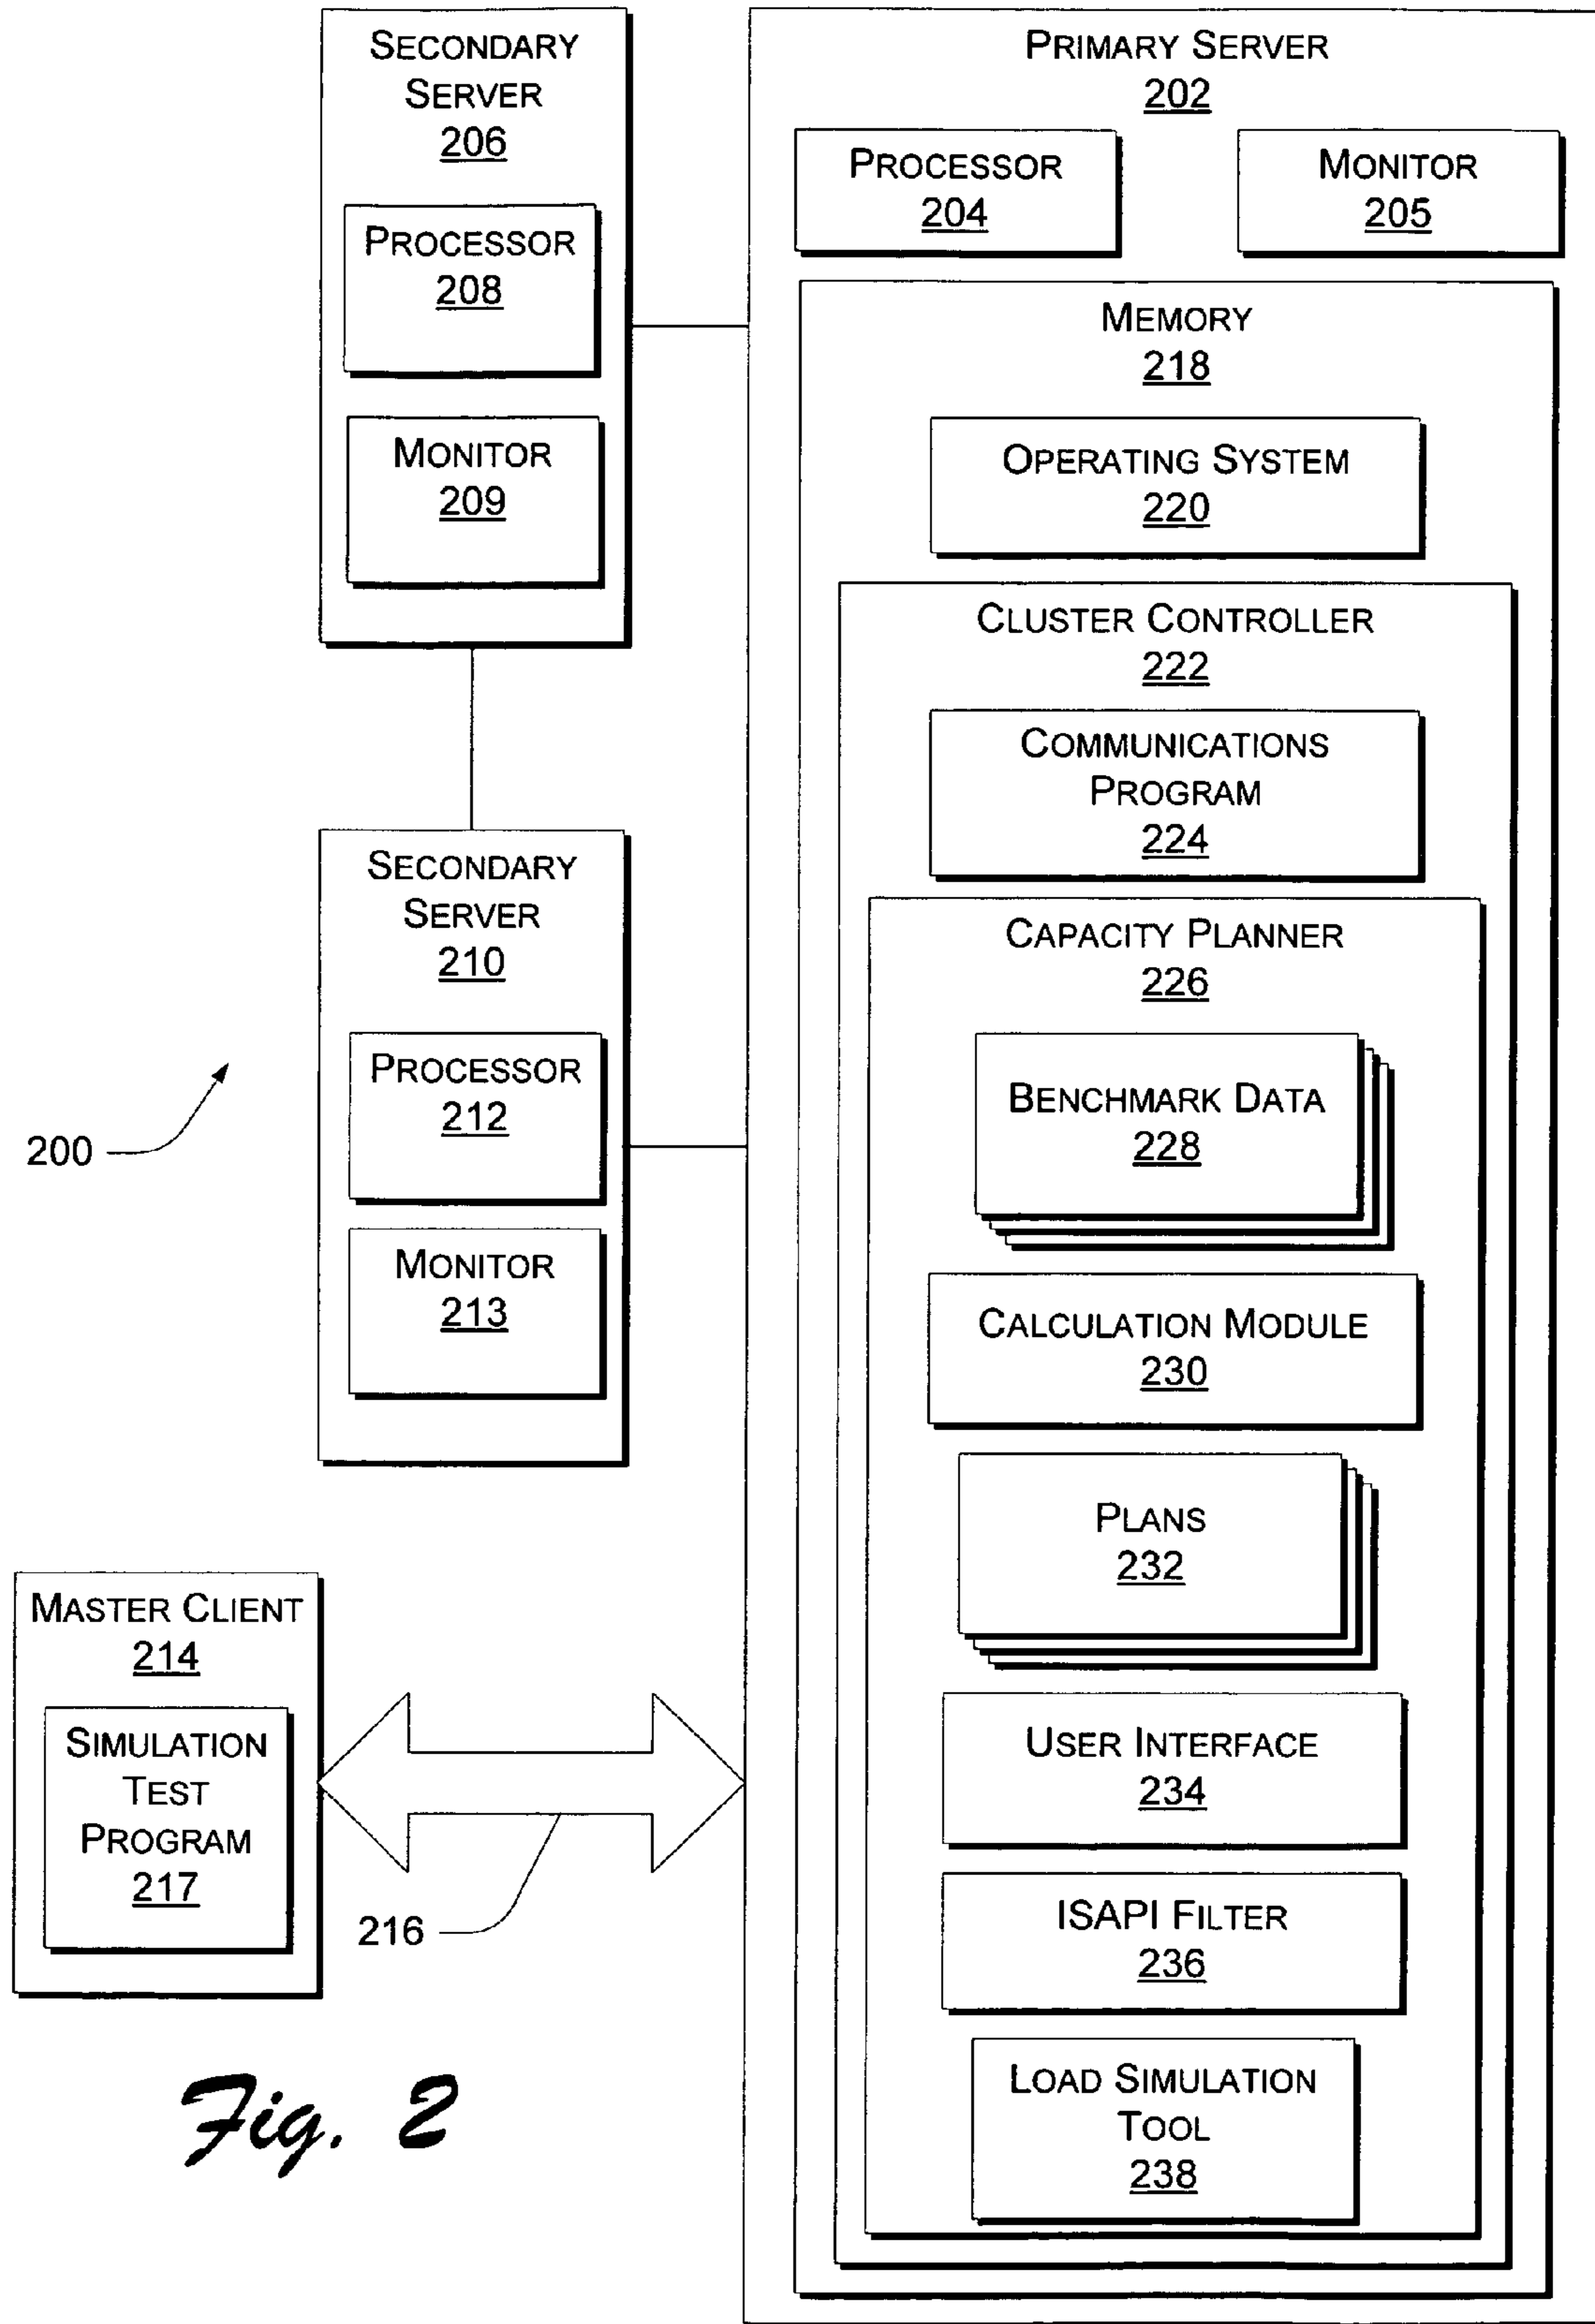 SECONDARY
SERVER
206
PROCESSOR
208
MONITOR
209
SECONDARY
SERVER
210
PROCESSOR
212
MONITOR
213
200
MASTER CLIENT
214
SIMULATION
TEST
PROGRAM
217
216
PRIMARY SERVER
202
PROCESSOR
204
MONITOR
205
MEMORY
218
OPERATING SYSTEM
220
CLUSTER CONTROLLER
222
COMMUNICATIONS
PROGRAM
224
CAPACITY PLANNER
226
BENCHMARK DATA
228
CALCULATION MODULE
230
PLANS
232
USER INTERFACE
234
ISAPI FILTER
236
LOAD SIMULATION
TOOL
238
Fig. 2